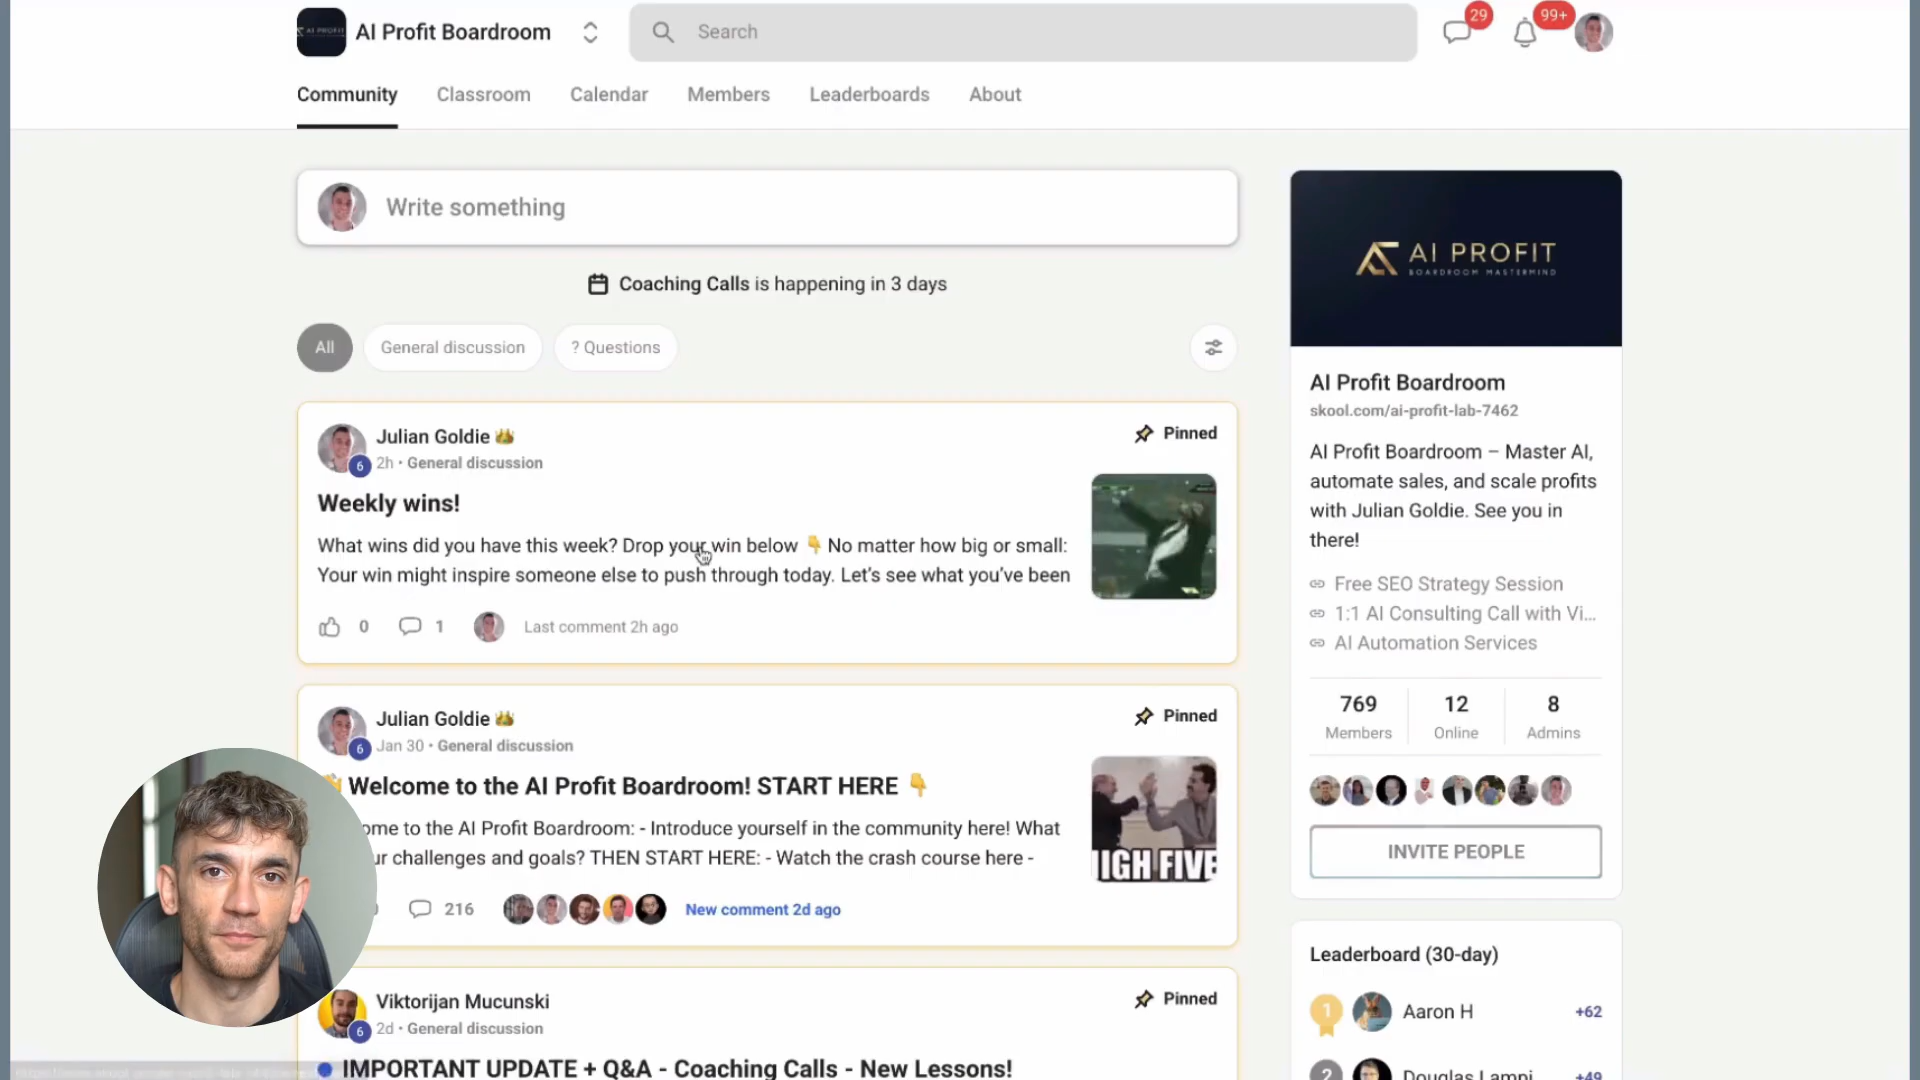 AI Profit Boardroom
Search
29
99+
Community
Classroom
Calendar
Members
Leaderboards
About
Write something
Coaching Calls is happening in 3 days
All
General discussion
? Questions
Julian Goldie
Pinned
6
2h • General discussion
Weekly wins!
What wins did you have this week? Drop your win below 👇 No matter how big or small:
Your win might inspire someone else to push through today. Let's see what you've been
0
1
Last comment 2h ago
Julian Goldie
Pinned
6
Jan 30 • General discussion
Welcome to the AI Profit Boardroom! START HERE 👇
ome to the AI Profit Boardroom: - Introduce yourself in the community here! What
ur challenges and goals? THEN START HERE: - Watch the crash course here -
HIGH FIVE
216
New comment 2d ago
Viktorijan Mucunski
Pinned
6
2d • General discussion
IMPORTANT UPDATE + Q&A - Coaching Calls - New Lessons!
AI PROFIT
BOARDROOM MASTERMIND
AI Profit Boardroom
skool.com/ai-profit-lab-7462
AI Profit Boardroom – Master AI,
automate sales, and scale profits
with Julian Goldie. See you in
there!
Free SEO Strategy Session
1:1 AI Consulting Call with Vi...
AI Automation Services
769
12
8
Members
Online
Admins
INVITE PEOPLE
Leaderboard (30-day)
1
Aaron H
+62
2
Douglas Lampi
+49